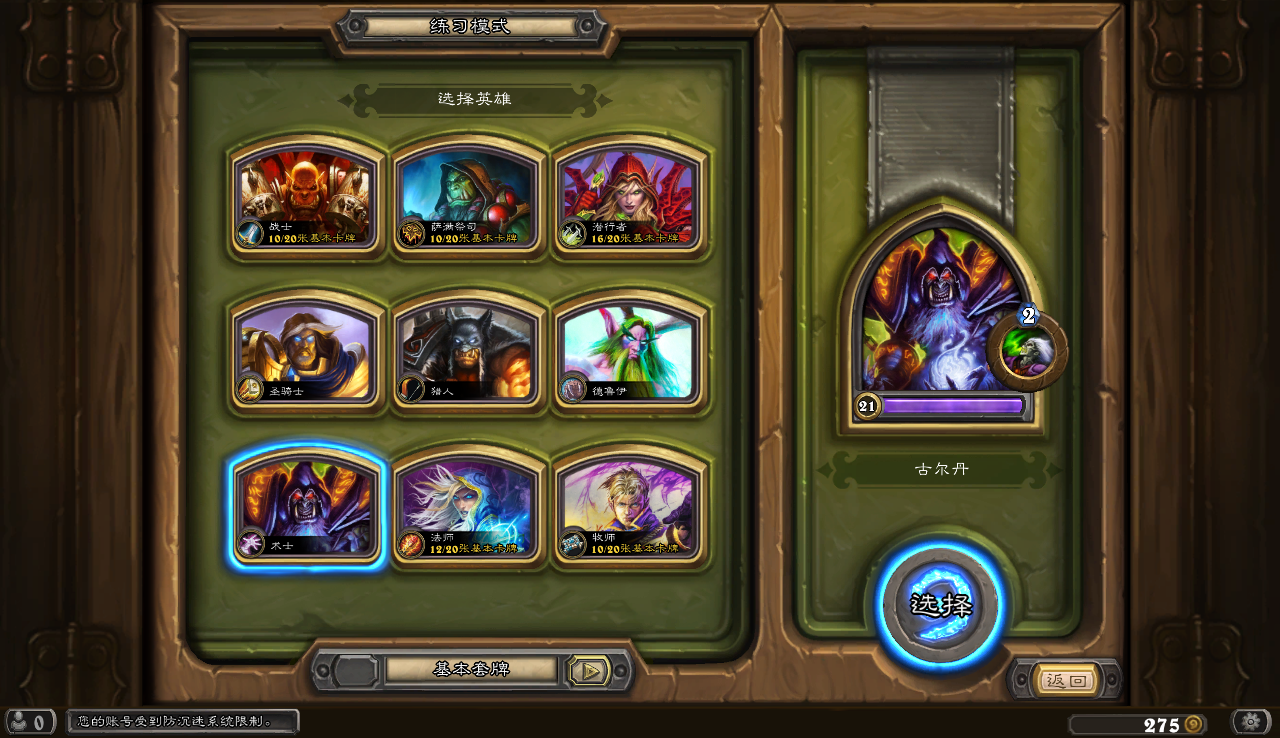 练习模式
选择英雄
战士
10/20张基本卡牌
萨满祭司
10/20张基本卡牌
潜行者
16/20张基本卡牌
圣骑士
猎人
德鲁伊
术士
法师
12/20张基本卡牌
牧师
10/20张基本卡牌
基本套牌
2
21
古尔丹
选择
返回
0
您的账号受到防沉迷系统限制。
275